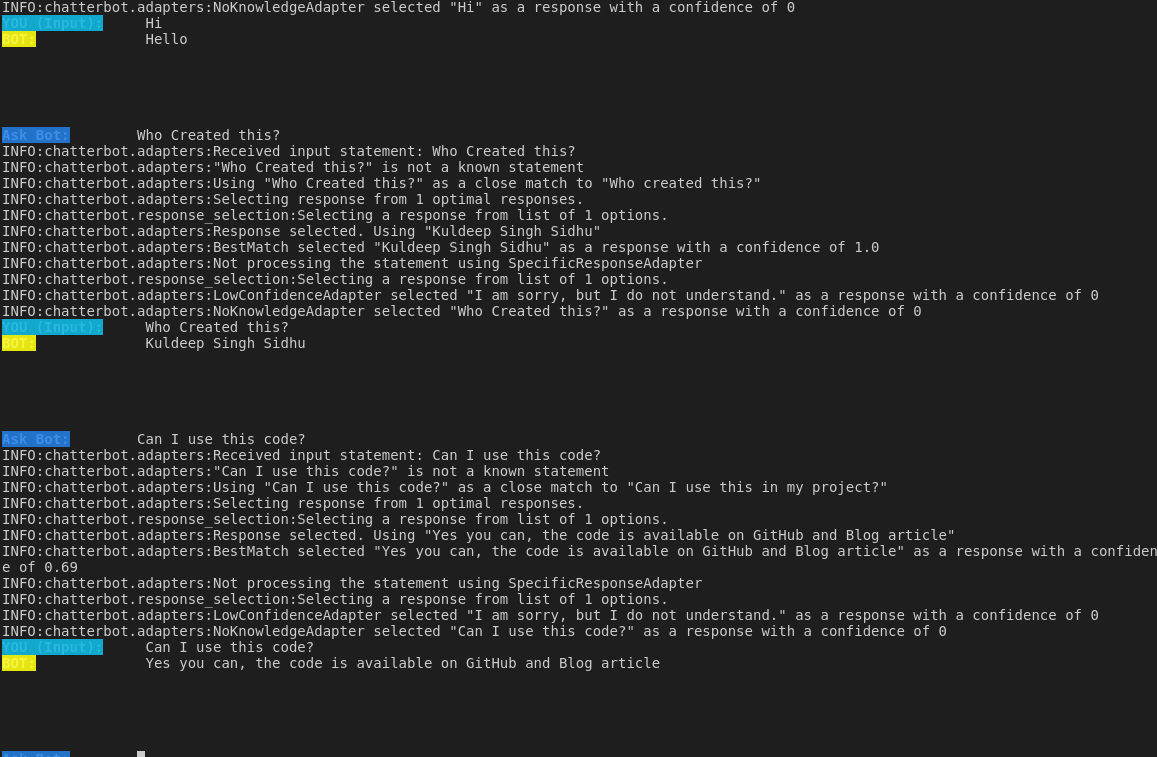 INFO:chatterbot.adapters:NoKnowledgeAdapter selected "Hi" as a response with a confidence of 0
YOU (Input): Hi
BOT: Hello
Ask Bot: Who Created this?
INFO:chatterbot.adapters:Received input statement: Who Created this?
INFO:chatterbot.adapters:"Who Created this?" is not a known statement
INFO:chatterbot.adapters:Using "Who Created this?" as a close match to "Who created this?"
INFO:chatterbot.adapters:Selecting response from 1 optimal responses.
INFO:chatterbot.response_selection:Selecting a response from list of 1 options.
INFO:chatterbot.adapters:Response selected. Using "Kuldeep Singh Sidhu"
INFO:chatterbot.adapters:BestMatch selected "Kuldeep Singh Sidhu" as a response with a confidence of 1.0
INFO:chatterbot.adapters:Not processing the statement using SpecificResponseAdapter
INFO:chatterbot.response_selection:Selecting a response from list of 1 options.
INFO:chatterbot.adapters:LowConfidenceAdapter selected "I am sorry, but I do not understand." as a response with a confidence of 0
INFO:chatterbot.adapters:NoKnowledgeAdapter selected "Who Created this?" as a response with a confidence of 0
YOU (Input): Who Created this?
BOT: Kuldeep Singh Sidhu
Ask Bot: Can I use this code?
INFO:chatterbot.adapters:Received input statement: Can I use this code?
INFO:chatterbot.adapters:"Can I use this code?" is not a known statement
INFO:chatterbot.adapters:Using "Can I use this code?" as a close match to "Can I use this in my project?"
INFO:chatterbot.adapters:Selecting response from 1 optimal responses.
INFO:chatterbot.response_selection:Selecting a response from list of 1 options.
INFO:chatterbot.adapters:Response selected. Using "Yes you can, the code is available on GitHub and Blog article"
INFO:chatterbot.adapters:BestMatch selected "Yes you can, the code is available on GitHub and Blog article" as a response with a confiden
e of 0.69
INFO:chatterbot.adapters:Not processing the statement using SpecificResponseAdapter
INFO:chatterbot.response_selection:Selecting a response from list of 1 options.
INFO:chatterbot.adapters:LowConfidenceAdapter selected "I am sorry, but I do not understand." as a response with a confidence of 0
INFO:chatterbot.adapters:NoKnowledgeAdapter selected "Can I use this code?" as a response with a confidence of 0
YOU (Input): Can I use this code?
BOT: Yes you can, the code is available on GitHub and Blog article
Ask Bot: